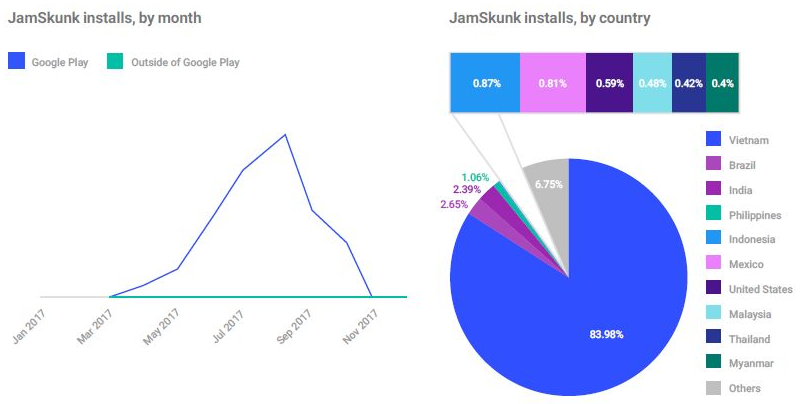 JamSkunk installs, by month
Google Play
Outside of Google Play
Jan 2017
Mar 2017
May 2017
Jul 2017
Sep 2017
Nov 2017
JamSkunk installs, by country
0.87%
0.81%
0.59%
0.48%
0.42%
0.4%
1.06%
2.39%
2.65%
6.75%
83.98%
Vietnam
Brazil
India
Philippines
Indonesia
Mexico
United States
Malaysia
Thailand
Myanmar
Others